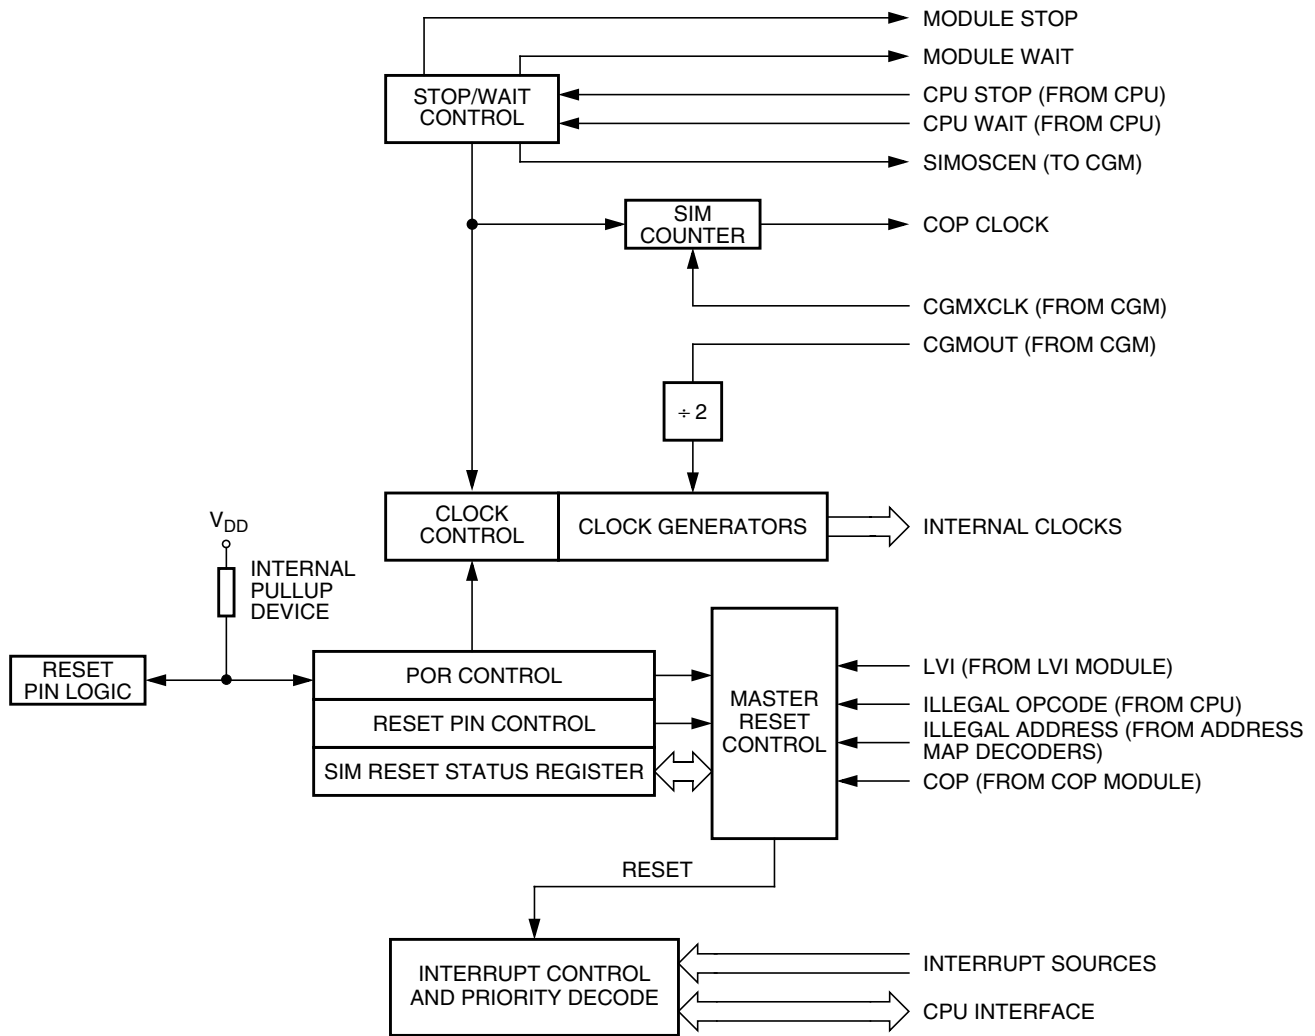 MODULE STOP
MODULE WAIT
STOP/WAIT
CONTROL
CPU STOP (FROM CPU)
CPU WAIT (FROM CPU)
SIMOSCEN (TO CGM)
SIM
COUNTER
COP CLOCK
CGMXCLK (FROM CGM)
CGMOUT (FROM CGM)
÷ 2
CLOCK
CONTROL
CLOCK GENERATORS
INTERNAL CLOCKS
VDD
INTERNAL
PULLUP
DEVICE
RESET
PIN LOGIC
POR CONTROL
RESET PIN CONTROL
SIM RESET STATUS REGISTER
MASTER
RESET
CONTROL
LVI (FROM LVI MODULE)
ILLEGAL OPCODE (FROM CPU)
ILLEGAL ADDRESS (FROM ADDRESS
MAP DECODERS)
COP (FROM COP MODULE)
RESET
INTERRUPT CONTROL
AND PRIORITY DECODE
INTERRUPT SOURCES
CPU INTERFACE